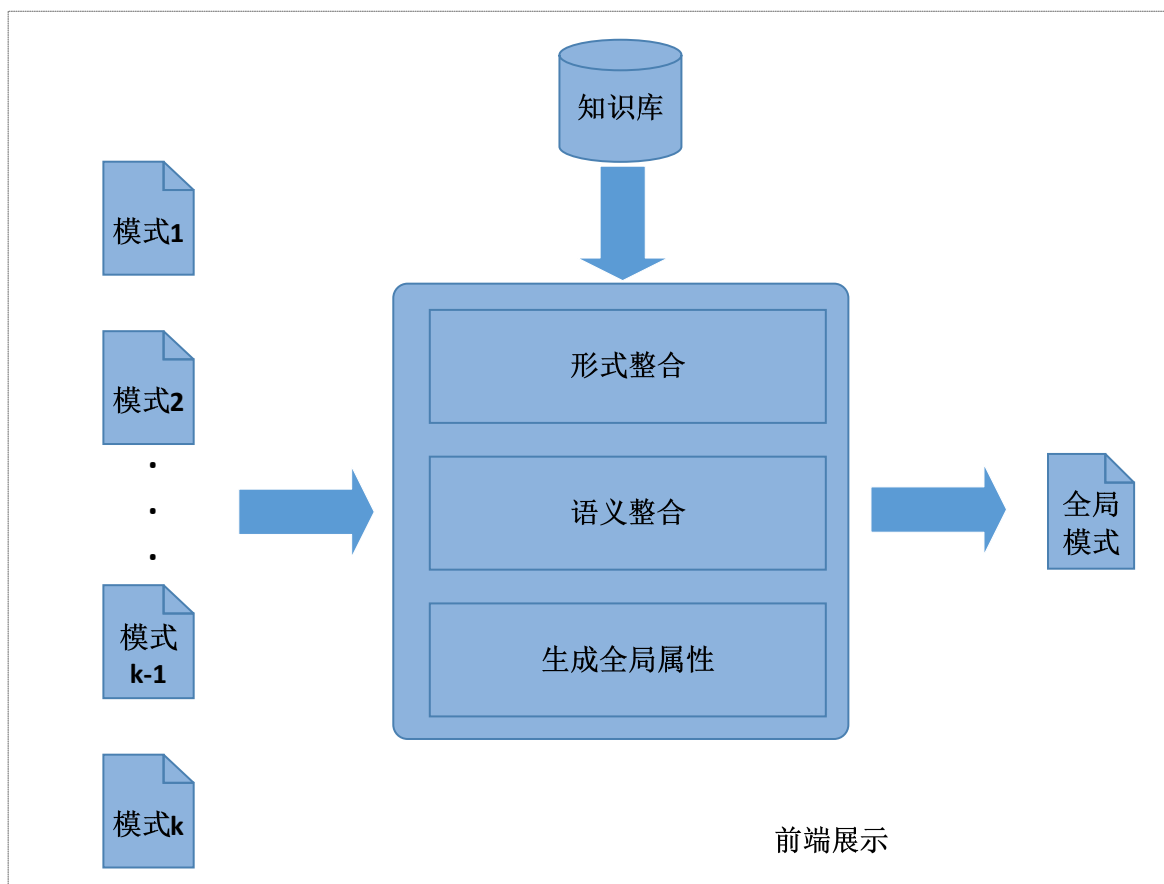 知识库
模式1
模式2
.
.
.
模式
k-1
模式k
形式整合
语义整合
生成全局属性
全局
模式
前端展示